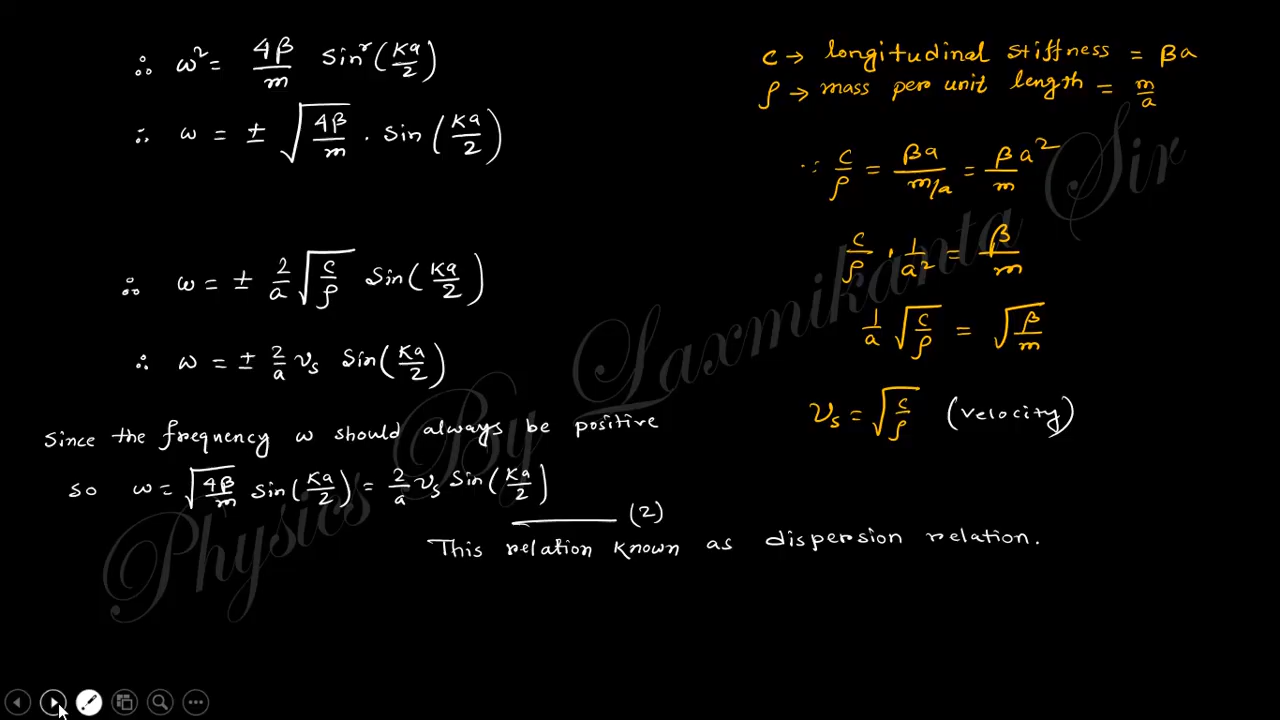 ∴ ω² = 4β/m Sin²(Ka/2)
∴ ω = ± √(4β/m) . Sin(Ka/2)
∴ ω = ± 2/a √(c/ρ) Sin(Ka/2)
∴ ω = ± 2/a vₛ Sin(Ka/2)
Since the frequency ω should always be positive
so ω = √(4β/m) Sin(Ka/2) = 2/a vₛ Sin(Ka/2)
(2)
This relation known as dispersion relation.
c → longitudinal stiffness = βa
ρ → mass per unit length = m/a
∵ c/ρ = βa/(m/a) = β/m a²
c/ρ · 1/a² = β/m
1/a √(c/ρ) = √(β/m)
vₛ = √(c/ρ) (velocity)
Physics By Laxmikanta Sir